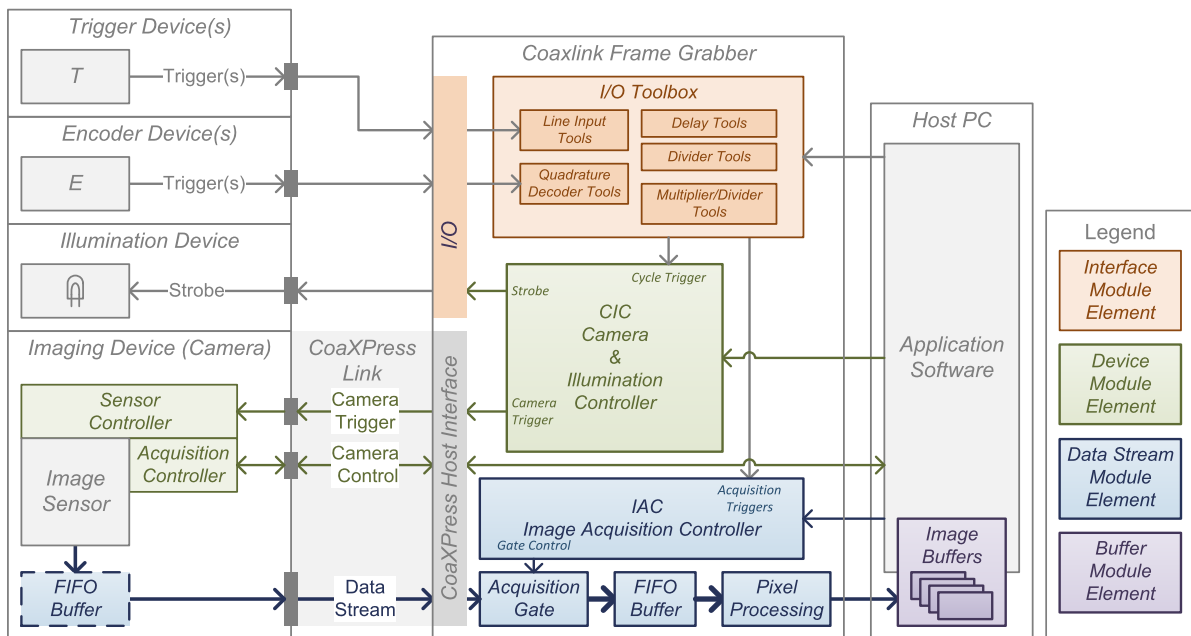 Trigger Device(s)
T
Trigger(s)
Encoder Device(s)
E
Trigger(s)
Illumination Device
Strobe
Imaging Device (Camera)
Sensor
Controller
Image
Sensor
Acquisition
Controller
FIFO
Buffer
CoaXPress
Link
Camera
Trigger
Camera
Control
Data
Stream
Coaxlink Frame Grabber
I/O
CoaXPress Host Interface
I/O Toolbox
Line Input
Tools
Quadrature
Decoder Tools
Delay Tools
Divider Tools
Multiplier/Divider
Tools
Cycle Trigger
Strobe
CIC
Camera
&
Illumination
Controller
Camera
Trigger
Acquisition
Triggers
IAC
Image Acquisition Controller
Gate Control
Acquisition
Gate
FIFO
Buffer
Pixel
Processing
Host PC
Application
Software
Image
Buffers
Legend
Interface
Module
Element
Device
Module
Element
Data Stream
Module
Element
Buffer
Module
Element